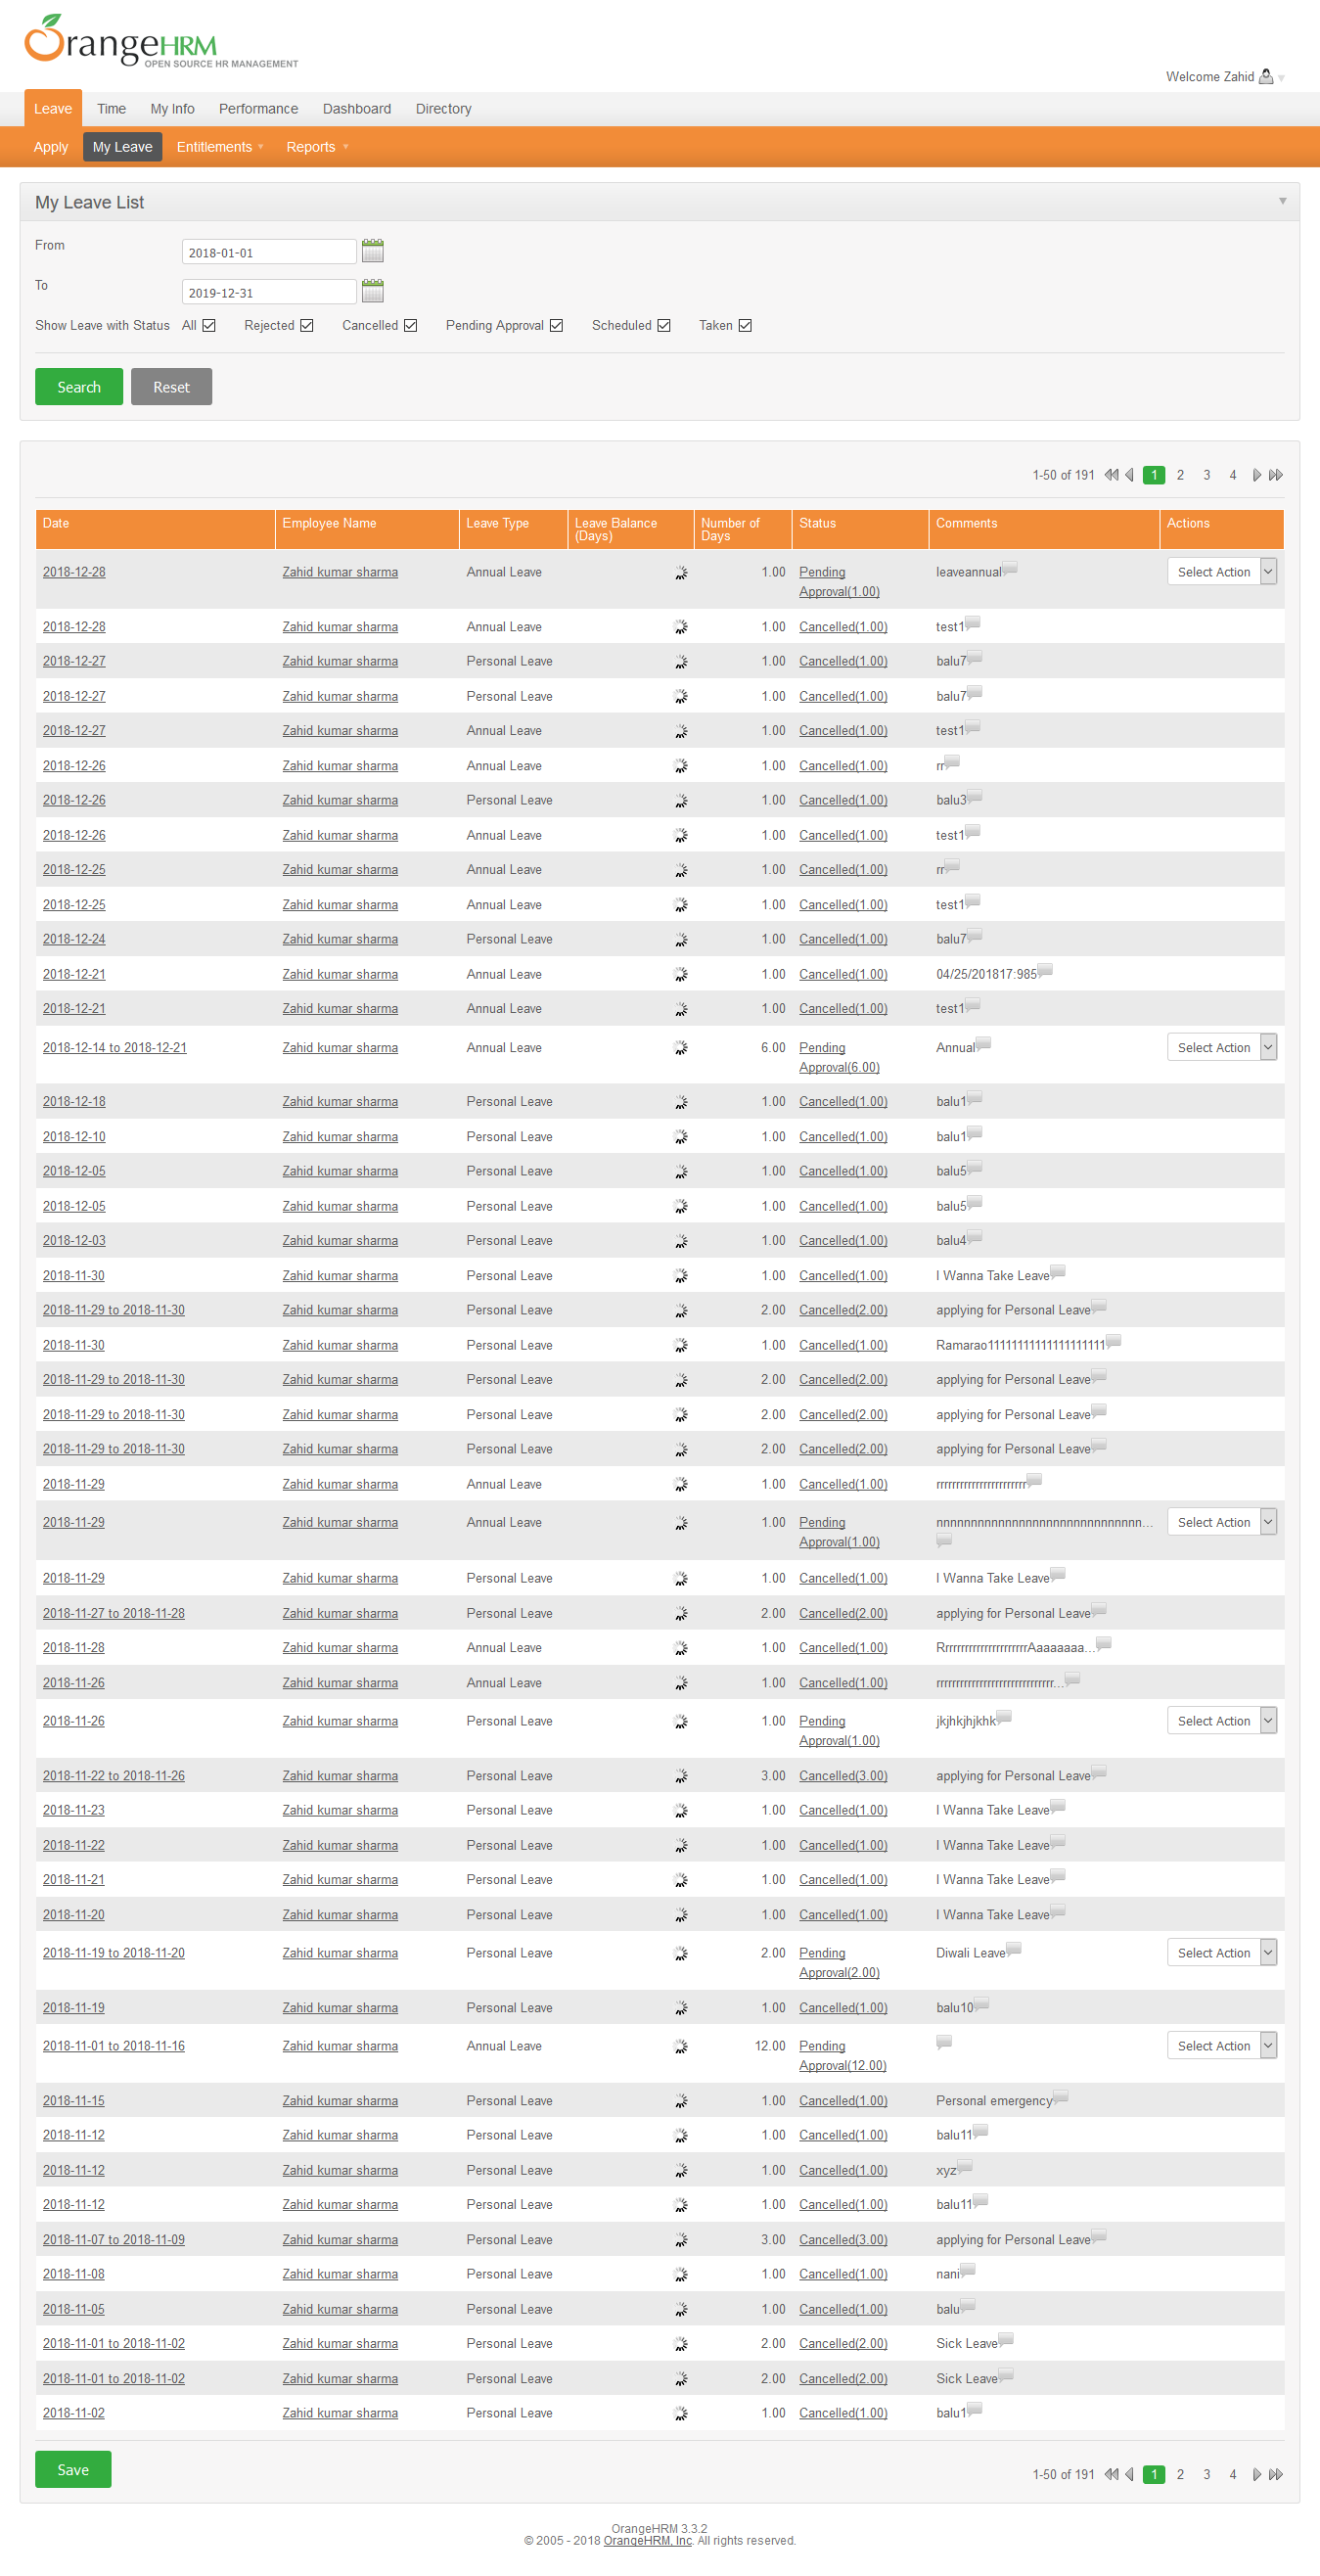 OrangeHRM
OPEN SOURCE HR MANAGEMENT
Welcome Zahid
Leave Time My Info Performance Dashboard Directory
Apply My Leave Entitlements Reports
My Leave List
From 2018-01-01
To 2019-12-31
Show Leave with Status All Rejected Cancelled Pending Approval Scheduled Taken
Search Reset
1-50 of 191 1 2 3 4
Date Employee Name Leave Type Leave Balance (Days) Number of Days Status Comments Actions
2018-12-28 Zahid kumar sharma Annual Leave 1.00 Pending Approval(1.00) leaveannual Select Action
2018-12-28 Zahid kumar sharma Annual Leave 1.00 Cancelled(1.00) test1
2018-12-27 Zahid kumar sharma Personal Leave 1.00 Cancelled(1.00) balu7
2018-12-27 Zahid kumar sharma Personal Leave 1.00 Cancelled(1.00) balu7
2018-12-27 Zahid kumar sharma Annual Leave 1.00 Cancelled(1.00) test1
2018-12-26 Zahid kumar sharma Annual Leave 1.00 Cancelled(1.00) rr
2018-12-26 Zahid kumar sharma Personal Leave 1.00 Cancelled(1.00) balu3
2018-12-26 Zahid kumar sharma Annual Leave 1.00 Cancelled(1.00) test1
2018-12-25 Zahid kumar sharma Annual Leave 1.00 Cancelled(1.00) rr
2018-12-25 Zahid kumar sharma Annual Leave 1.00 Cancelled(1.00) test1
2018-12-24 Zahid kumar sharma Personal Leave 1.00 Cancelled(1.00) balu7
2018-12-21 Zahid kumar sharma Annual Leave 1.00 Cancelled(1.00) 04/25/201817:985
2018-12-21 Zahid kumar sharma Annual Leave 1.00 Cancelled(1.00) test1
2018-12-14 to 2018-12-21 Zahid kumar sharma Annual Leave 6.00 Pending Approval(6.00) Annual Select Action
2018-12-18 Zahid kumar sharma Personal Leave 1.00 Cancelled(1.00) balu1
2018-12-10 Zahid kumar sharma Personal Leave 1.00 Cancelled(1.00) balu1
2018-12-05 Zahid kumar sharma Personal Leave 1.00 Cancelled(1.00) balu5
2018-12-05 Zahid kumar sharma Personal Leave 1.00 Cancelled(1.00) balu5
2018-12-03 Zahid kumar sharma Personal Leave 1.00 Cancelled(1.00) balu4
2018-11-30 Zahid kumar sharma Personal Leave 1.00 Cancelled(1.00) I Wanna Take Leave
2018-11-29 to 2018-11-30 Zahid kumar sharma Personal Leave 2.00 Cancelled(2.00) applying for Personal Leave
2018-11-30 Zahid kumar sharma Personal Leave 1.00 Cancelled(1.00)
2018-11-29 to 2018-11-30 Zahid kumar sharma Personal Leave 2.00 Cancelled(2.00) applying for Personal Leave
2018-11-29 to 2018-11-30 Zahid kumar sharma Personal Leave 2.00 Cancelled(2.00) applying for Personal Leave
2018-11-29 to 2018-11-30 Zahid kumar sharma Personal Leave 2.00 Cancelled(2.00) applying for Personal Leave
2018-11-29 Zahid kumar sharma Annual Leave 1.00 Cancelled(1.00)
2018-11-29 Zahid kumar sharma Annual Leave 1.00 Pending Approval(1.00) Select Action
2018-11-29 Zahid kumar sharma Personal Leave 1.00 Cancelled(1.00) I Wanna Take Leave
2018-11-27 to 2018-11-28 Zahid kumar sharma Personal Leave 2.00 Cancelled(2.00) applying for Personal Leave
2018-11-28 Zahid kumar sharma Annual Leave 1.00 Cancelled(1.00)
2018-11-26 Zahid kumar sharma Annual Leave 1.00 Cancelled(1.00)
2018-11-26 Zahid kumar sharma Personal Leave 1.00 Pending Approval(1.00) jkjhkjhjkhk Select Action
2018-11-22 to 2018-11-26 Zahid kumar sharma Personal Leave 3.00 Cancelled(3.00) applying for Personal Leave
2018-11-23 Zahid kumar sharma Personal Leave 1.00 Cancelled(1.00) I Wanna Take Leave
2018-11-22 Zahid kumar sharma Personal Leave 1.00 Cancelled(1.00) I Wanna Take Leave
2018-11-21 Zahid kumar sharma Personal Leave 1.00 Cancelled(1.00) I Wanna Take Leave
2018-11-20 Zahid kumar sharma Personal Leave 1.00 Cancelled(1.00) I Wanna Take Leave
2018-11-19 to 2018-11-20 Zahid kumar sharma Personal Leave 2.00 Pending Approval(2.00) Diwali Leave Select Action
2018-11-19 Zahid kumar sharma Personal Leave 1.00 Cancelled(1.00) balu10
2018-11-01 to 2018-11-16 Zahid kumar sharma Annual Leave 12.00 Pending Approval(12.00) Select Action
2018-11-15 Zahid kumar sharma Personal Leave 1.00 Cancelled(1.00) Personal emergency
2018-11-12 Zahid kumar sharma Personal Leave 1.00 Cancelled(1.00) balu11
2018-11-12 Zahid kumar sharma Personal Leave 1.00 Cancelled(1.00) xyz
2018-11-12 Zahid kumar sharma Personal Leave 1.00 Cancelled(1.00) balu11
2018-11-07 to 2018-11-09 Zahid kumar sharma Personal Leave 3.00 Cancelled(3.00) applying for Personal Leave
2018-11-08 Zahid kumar sharma Personal Leave 1.00 Cancelled(1.00) nani
2018-11-05 Zahid kumar sharma Personal Leave 1.00 Cancelled(1.00) balu
2018-11-01 to 2018-11-02 Zahid kumar sharma Personal Leave 2.00 Cancelled(2.00) Sick Leave
2018-11-01 to 2018-11-02 Zahid kumar sharma Personal Leave 2.00 Cancelled(2.00) Sick Leave
2018-11-02 Zahid kumar sharma Personal Leave 1.00 Cancelled(1.00) balu1
Save 1-50 of 191 1 2 3 4
OrangeHRM 3.3.2
© 2005 - 2018 OrangeHRM, Inc. All rights reserved.